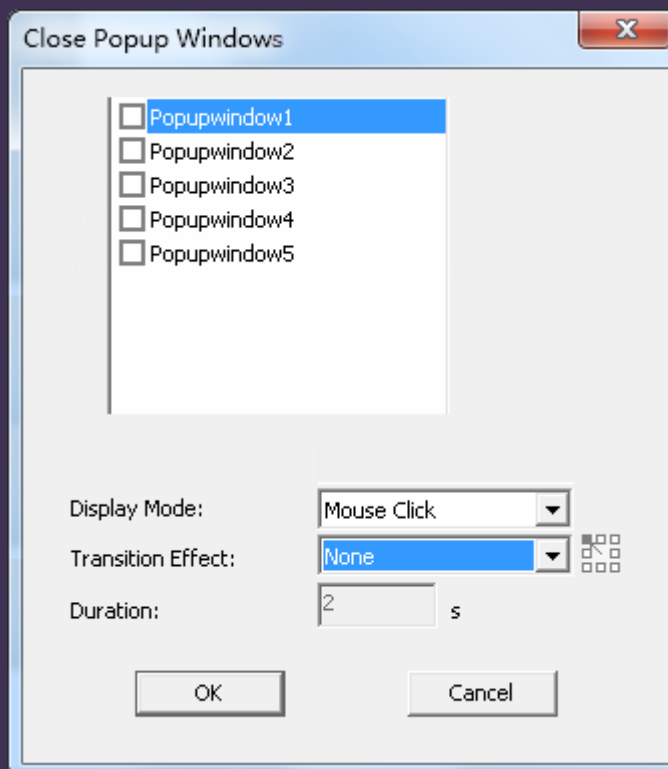 Close Popup Windows
Popupwindow1
Popupwindow2
Popupwindow3
Popupwindow4
Popupwindow5
Display Mode: Mouse Click
Transition Effect: None
Duration: 2 s
OK Cancel